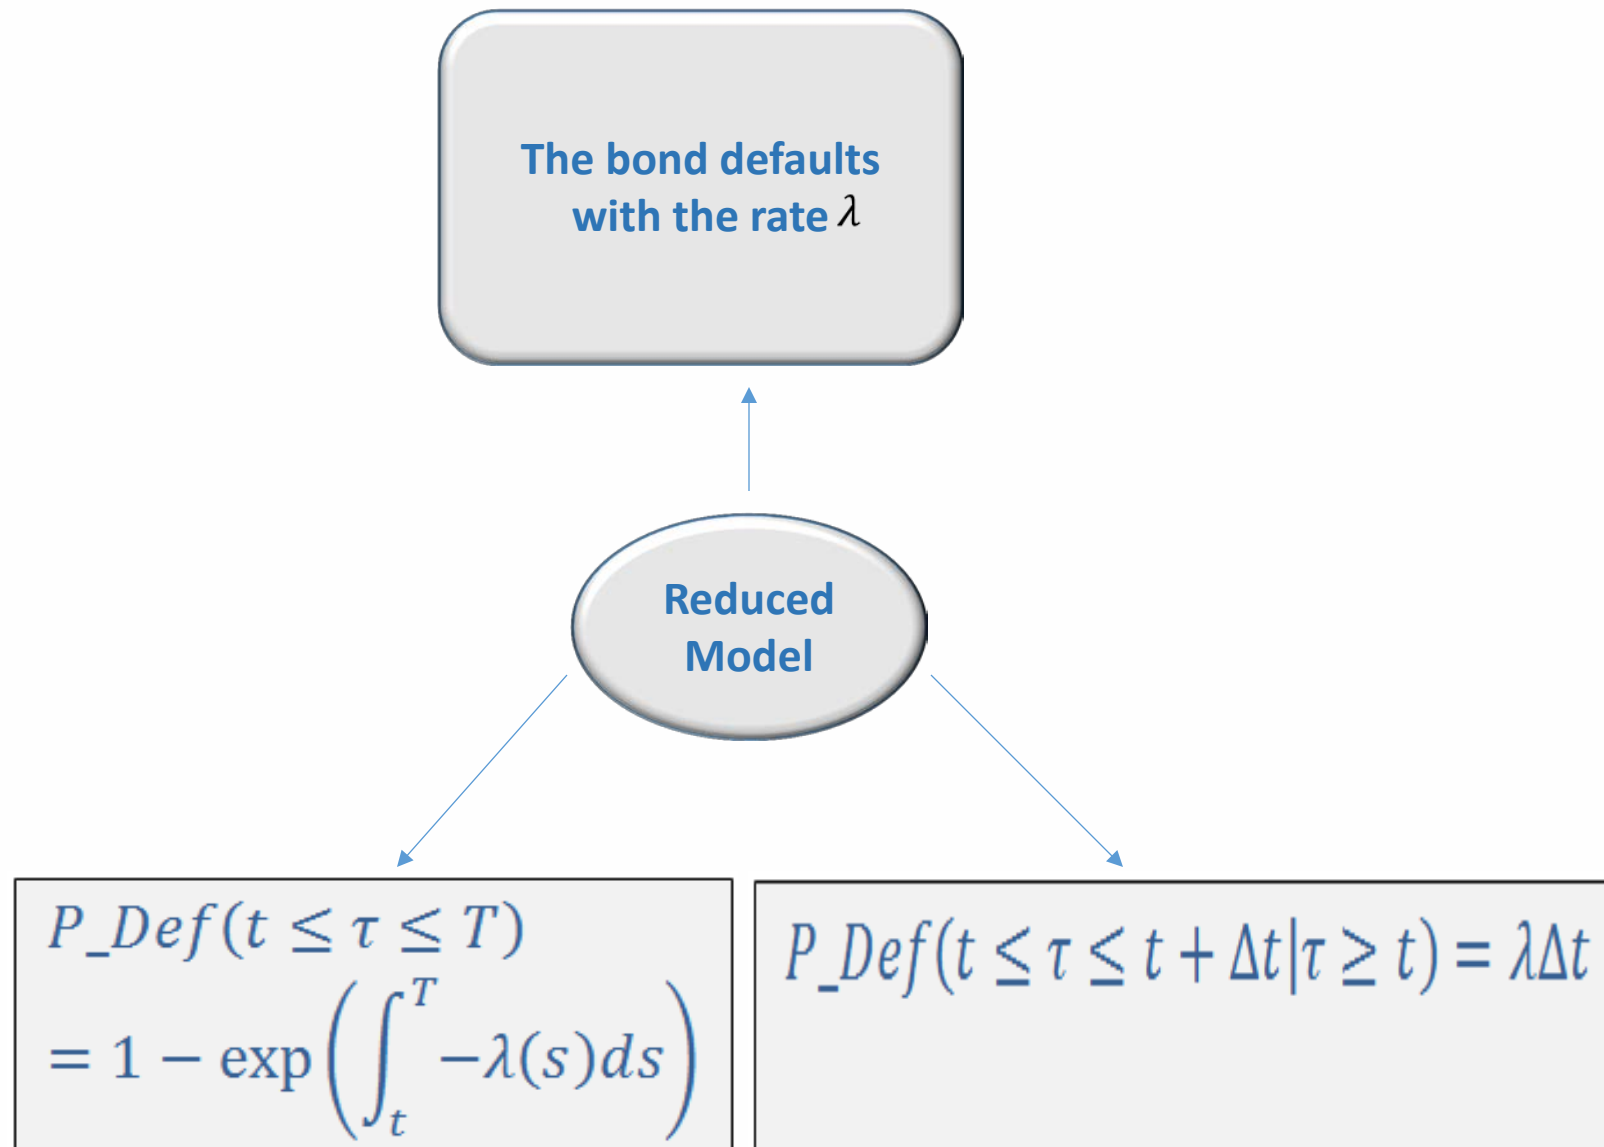 The bond defaults
with the rate λ
Reduced
Model
P_Def(t ≤ τ ≤ T)
= 1 − exp(∫_t^T −λ(s)ds)
P_Def(t ≤ τ ≤ t + Δt|τ ≥ t) = λΔt